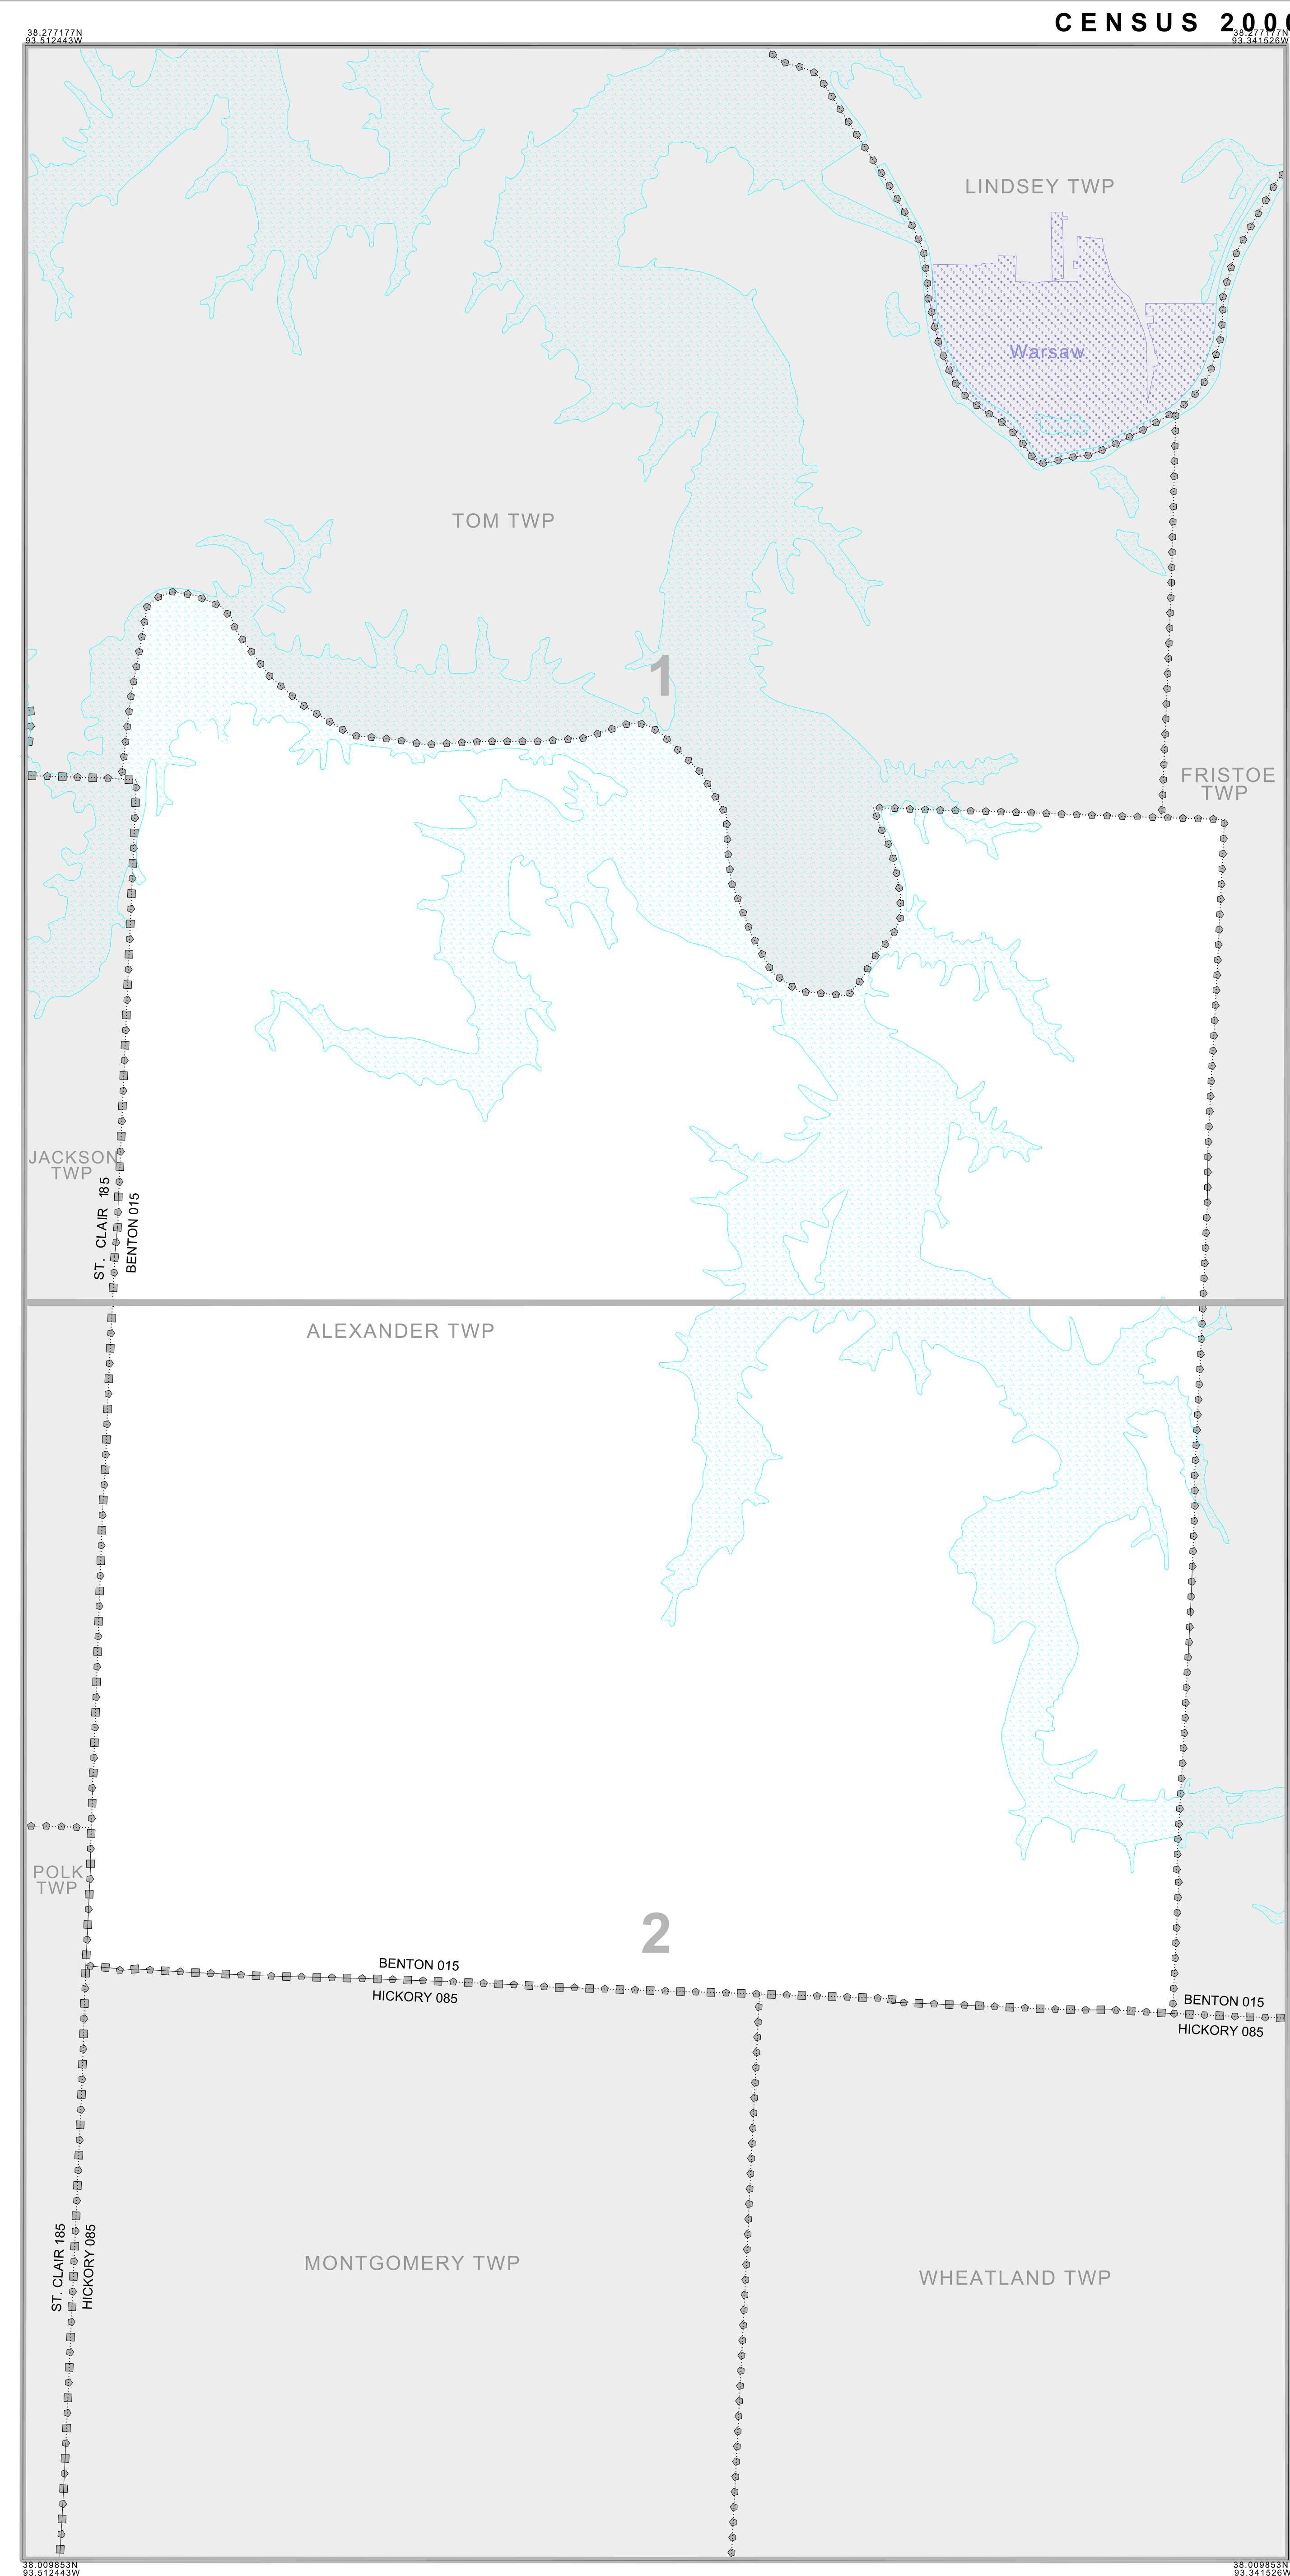 CENSUS 200
38.277177N
93.512443W
38.277177N
93.341526W
LINDSEY TWP
Warsaw
TOM TWP
1
FRISTOE
TWP
JACKSON
TWP
ST. CLAIR 185
BENTON 015
ALEXANDER TWP
POLK
TWP
2
BENTON 015
HICKORY 085
BENTON 015
HICKORY 085
ST. CLAIR 185
HICKORY 085
MONTGOMERY TWP
WHEATLAND TWP
38.009853N
93.512443W
38.009853N
93.341526W